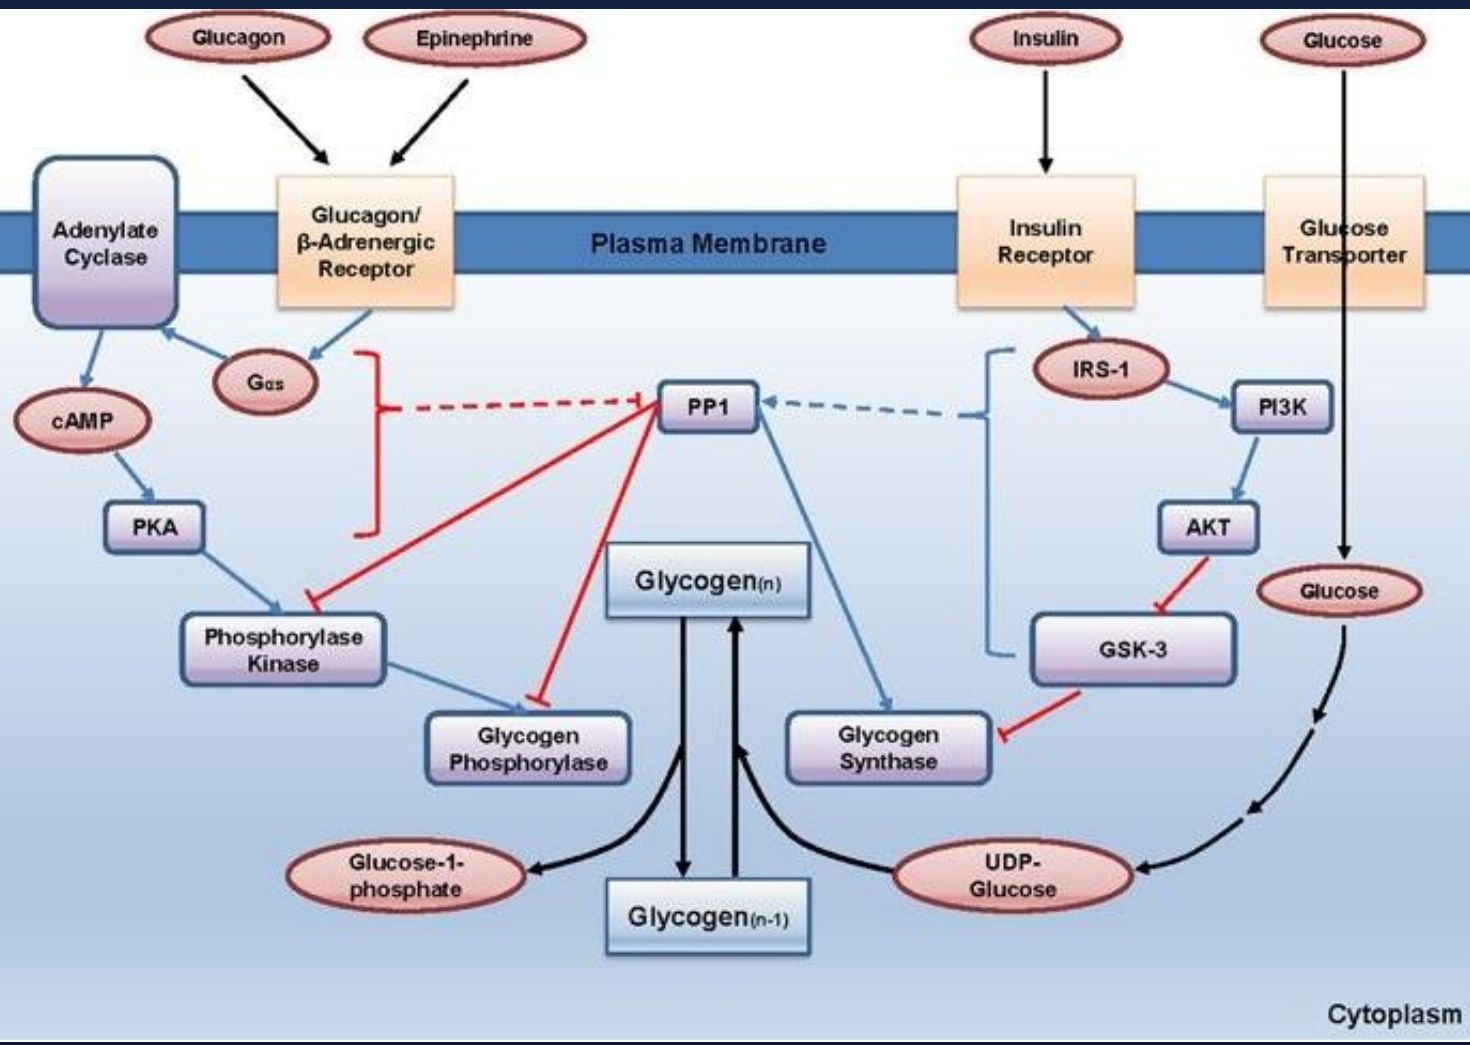 Glucagon
Epinephrine
Insulin
Glucose
Adenylate
Cyclase
Glucagon/
β-Adrenergic
Receptor
Plasma Membrane
Insulin
Receptor
Glucose
Transporter
Gαs
IRS-1
cAMP
PP1
PI3K
PKA
AKT
Glycogen(n)
Glucose
Phosphorylase
Kinase
GSK-3
Glycogen
Phosphorylase
Glycogen
Synthase
Glucose-1-
phosphate
UDP-
Glucose
Glycogen(n-1)
Cytoplasm